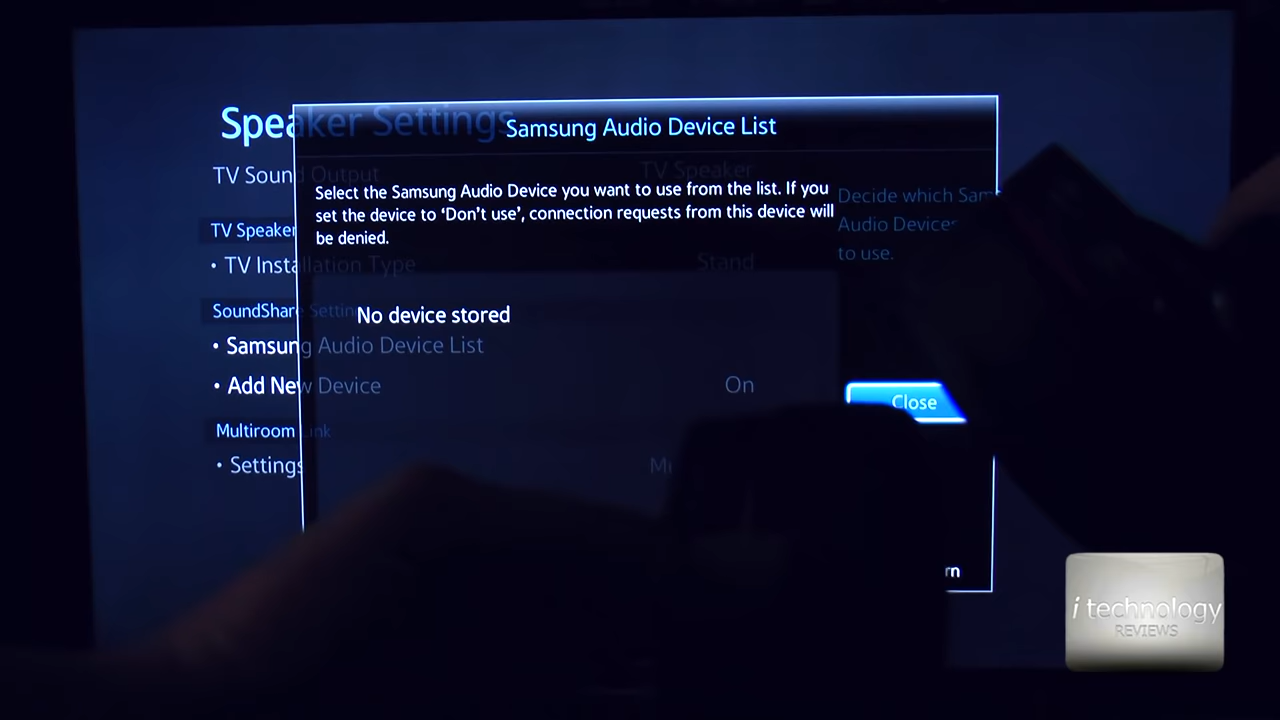 Speaker Settings
Samsung Audio Device List
TV Sound Output
TV Speaker
Select the Samsung Audio Device you want to use from the list. If you
set the device to ‘Don’t use’, connection requests from this device will
be denied.
Decide which Sam
Audio Devices
to use.
TV Speaker
• TV Installation Type
Stand
SoundShare Settin
No device stored
• Samsung Audio Device List
• Add New Device
On
Close
Multiroom Link
• Settings
rn
i technology
REVIEWS